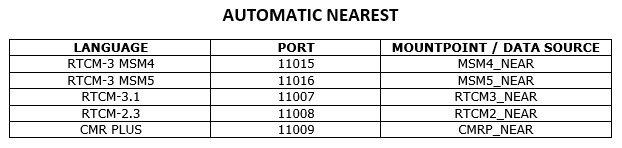 AUTOMATIC NEAREST
LANGUAGE PORT MOUNTPOINT / DATA SOURCE
RTCM-3 MSM4 11015 MSM4_NEAR
RTCM-3 MSM5 11016 MSM5_NEAR
RTCM-3.1 11007 RTCM3_NEAR
RTCM-2.3 11008 RTCM2_NEAR
CMR PLUS 11009 CMRP_NEAR